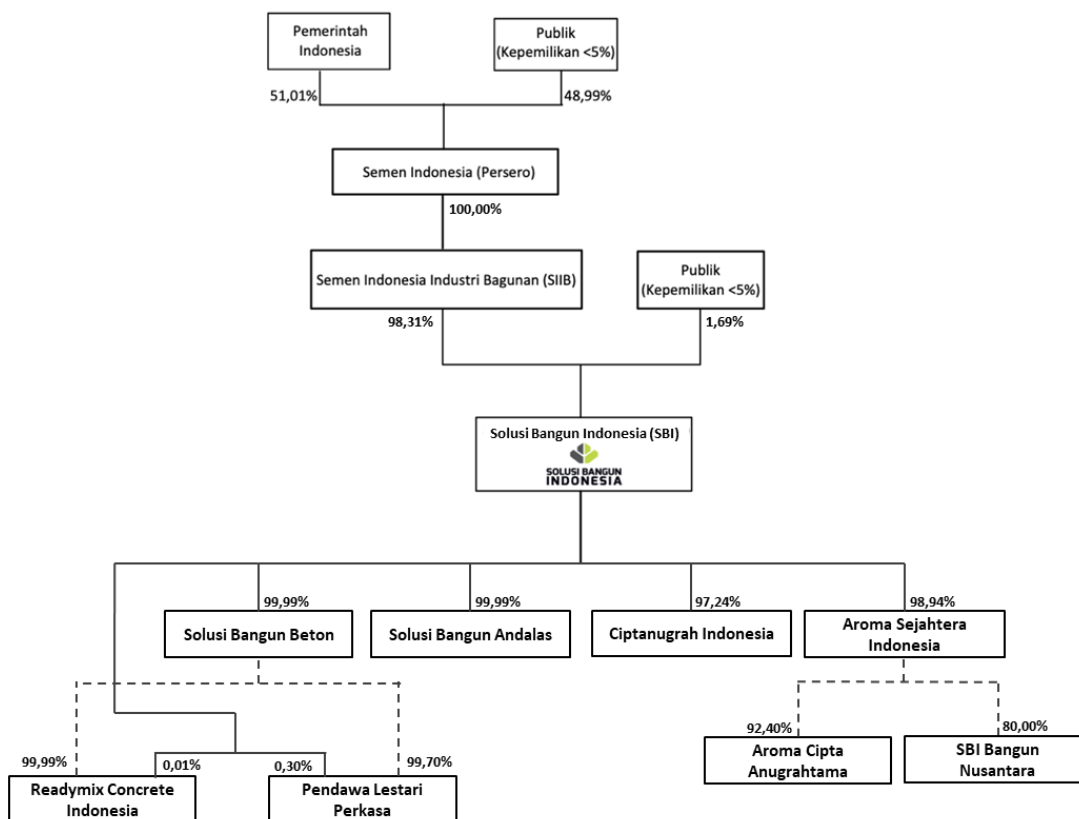 Pemerintah
Indonesia
Publik
(Kepemilikan <5%)
51,01%
48,99%
Semen Indonesia (Persero)
100,00%
Semen Indonesia Industri Bagunan (SIIB)
Publik
(Kepemilikan <5%)
98,31%
1,69%
Solusi Bangun Indonesia (SBI)
SOLUSI BANGUN
INDONESIA
99,99%
99,99%
97,24%
98,94%
Solusi Bangun Beton
Solusi Bangun Andalas
Ciptanugrah Indonesia
Aroma Sejahtera
Indonesia
92,40%
80,00%
Aroma Cipta
Anugrahtama
SBI Bangun
Nusantara
99,99%
0,01%
0,30%
99,70%
Readymix Concrete
Indonesia
Pendawa Lestari
Perkasa